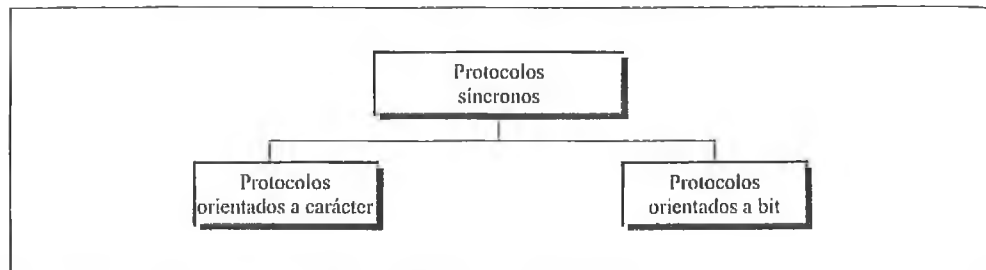 Protocolos
síncronos
Protocolos
orientados a carácter
Protocolos
orientados a bit